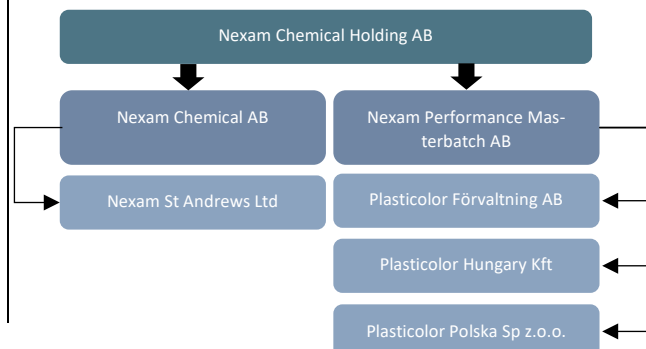 Nexam Chemical Holding AB
Nexam Chemical AB
Nexam Performance Mas-
terbatch AB
Nexam St Andrews Ltd
Plasticolor Förvaltning AB
Plasticolor Hungary Kft
Plasticolor Polska Sp z.o.o.